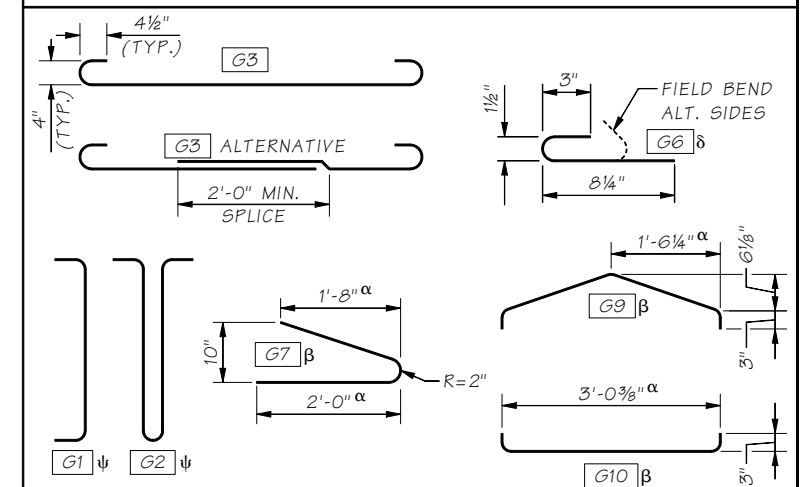 4½"
(TYP.)
G3
4"
(TYP.)
G3 ALTERNATIVE
2'-0" MIN.
SPLICE
3"
1½"
FIELD BEND
ALT. SIDES
G6 δ
8¼"
G1 ψ
G2 ψ
1'-8" α
10"
G7 β
R=2"
2'-0" α
1'-6¼" α
6⅛"
G9 β
3"
3'-0⅜" α
G10 β
3"